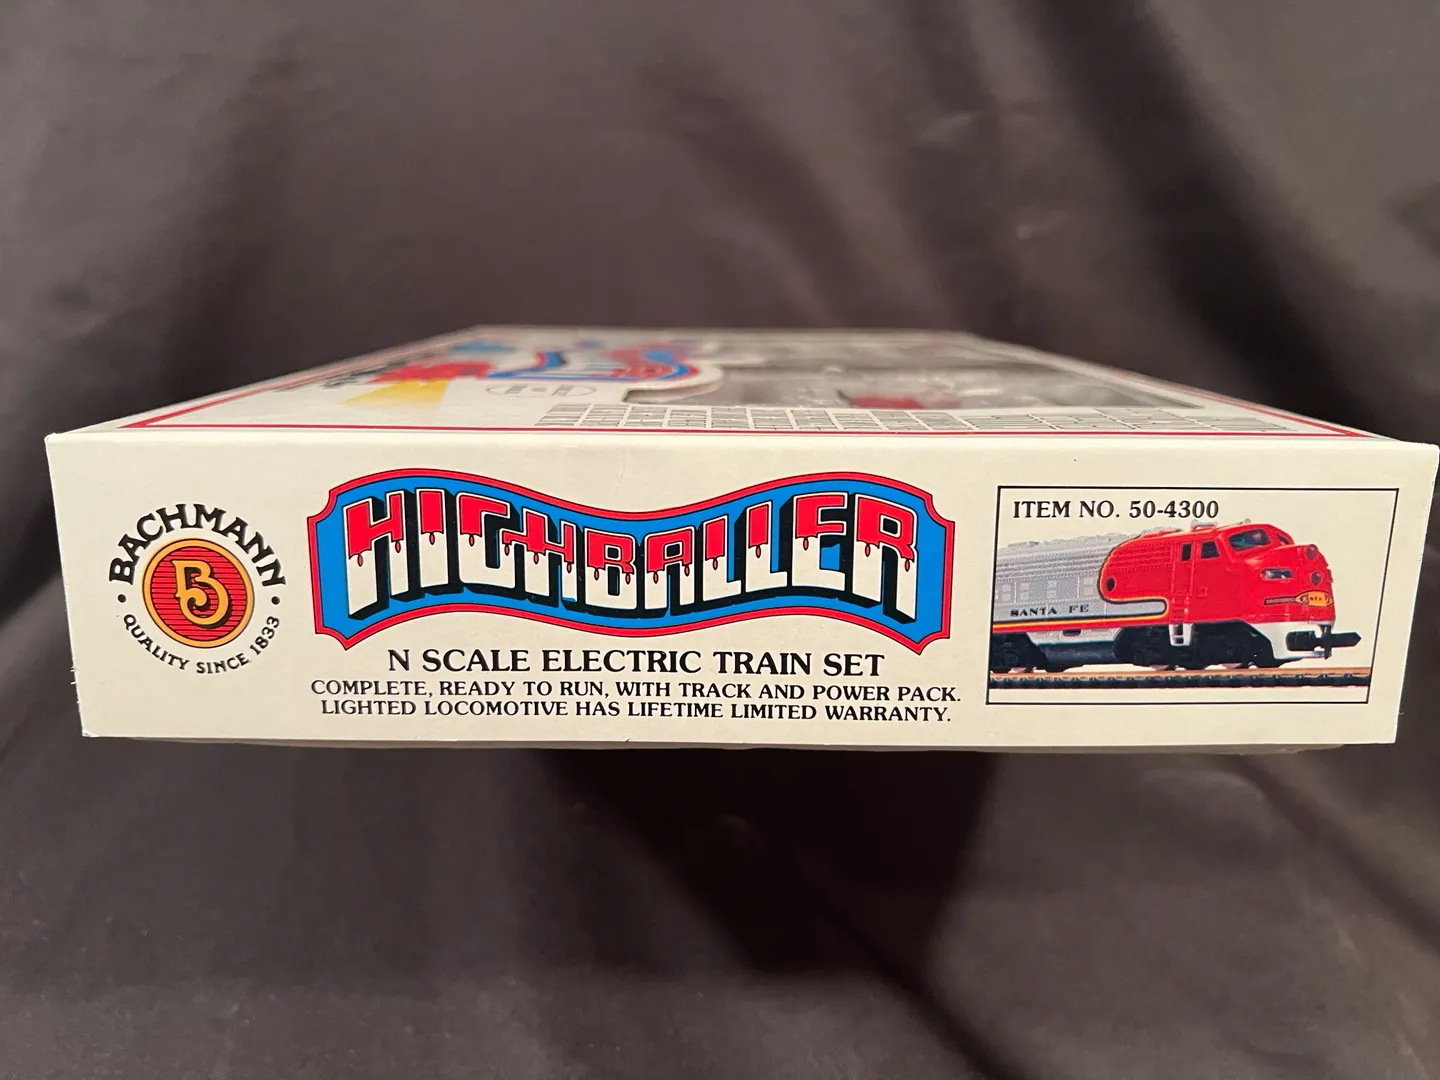 BACHMANN
QUALITY SINCE 1833
B
HIGHBALLER
N SCALE ELECTRIC TRAIN SET
COMPLETE, READY TO RUN, WITH TRACK AND POWER PACK.
LIGHTED LOCOMOTIVE HAS LIFETIME LIMITED WARRANTY.
ITEM NO. 50-4300
SANTA FE